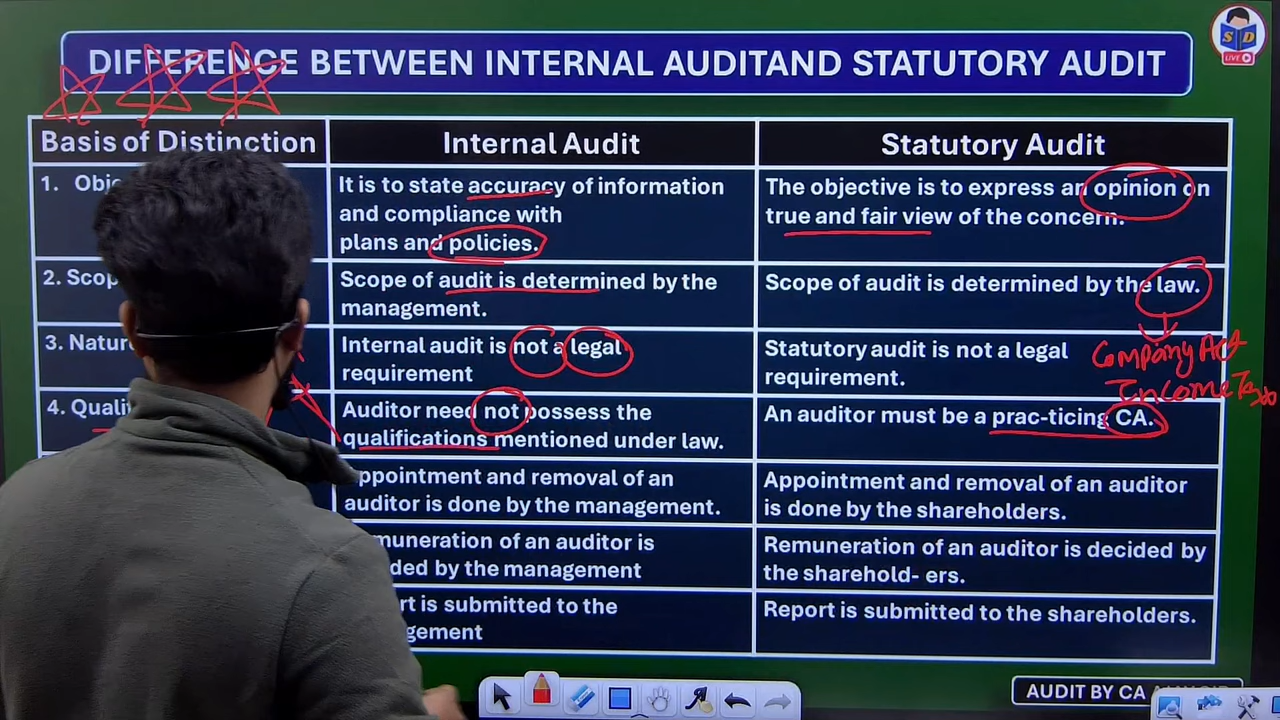 DIFFERENCE BETWEEN INTERNAL AUDITAND STATUTORY AUDIT
S D
LIVE
Basis of Distinction
Internal Audit
Statutory Audit
1. Obje
It is to state accuracy of information
and compliance with
plans and policies.
The objective is to express an opinion on
true and fair view of the concern.
2. Scop
Scope of audit is determined by the
management.
Scope of audit is determined by the law.
Company Act
Income Tax
3. Natur
Internal audit is not a legal
requirement
Statutory audit is not a legal
requirement.
4. Quali
Auditor need not possess the
qualifications mentioned under law.
An auditor must be a prac-ticing CA.
Appointment and removal of an
auditor is done by the management.
Appointment and removal of an auditor
is done by the shareholders.
muneration of an auditor is
ded by the management
Remuneration of an auditor is decided by
the sharehold- ers.
rt is submitted to the
gement
Report is submitted to the shareholders.
AUDIT BY CA